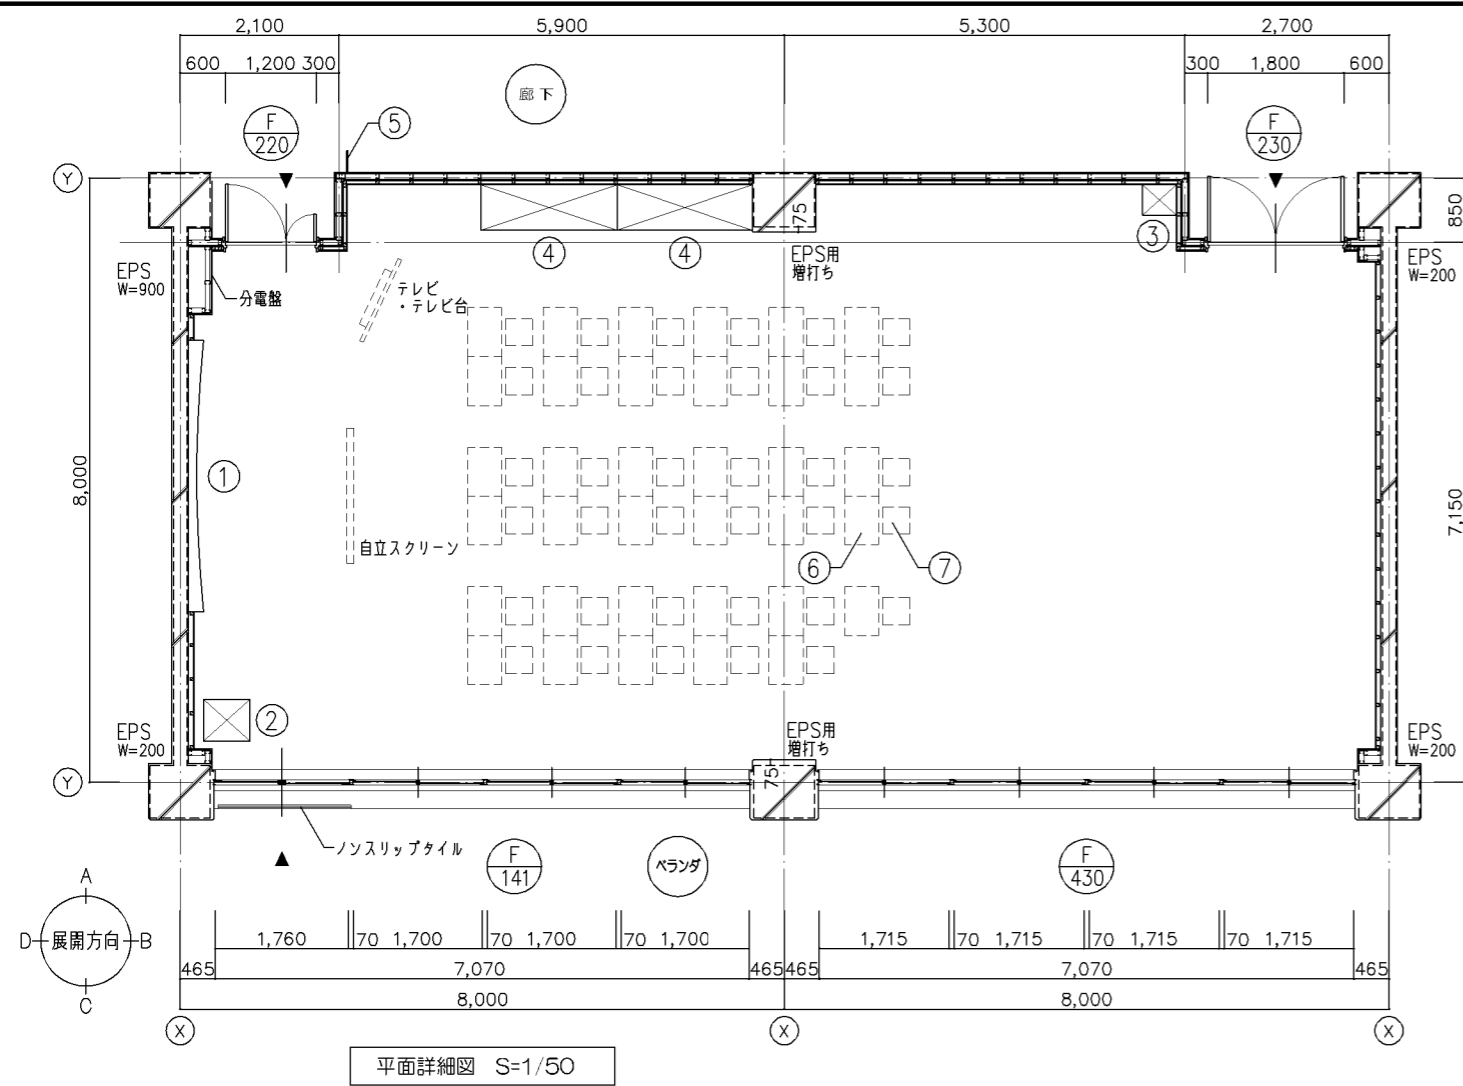 2,100 5,900 5,300 2,700
600 1,200 300 300 1,800 600
廊下
⑤
F
220
F
230
Y
850
75
③
④ ④
EPS
W=900
分電盤
EPS用
増打ち
EPS
W=200
テレビ
・テレビ台
8,000
①
自立スクリーン
⑥ ⑦
7,150
②
EPS
W=200
EPS用
増打ち
EPS
W=200
75
Y
ノンスリップタイル
F
141
ベランダ
F
430
A
D 展開方向 B
C
1,760 70 1,700 70 1,700 70 1,700 1,715 70 1,715 70 1,715 70 1,715
465 7,070 465 465 7,070 465
8,000 8,000
X X X
平面詳細図 S=1/50